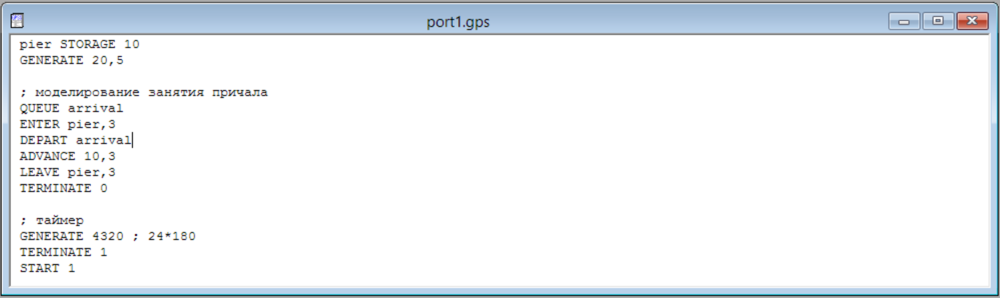 port1.gps
pier STORAGE 10
GENERATE 20,5
; моделирование занятия причала
QUEUE arrival
ENTER pier,3
DEPART arrival
ADVANCE 10,3
LEAVE pier,3
TERMINATE 0
; таймер
GENERATE 4320 ; 24*180
TERMINATE 1
START 1